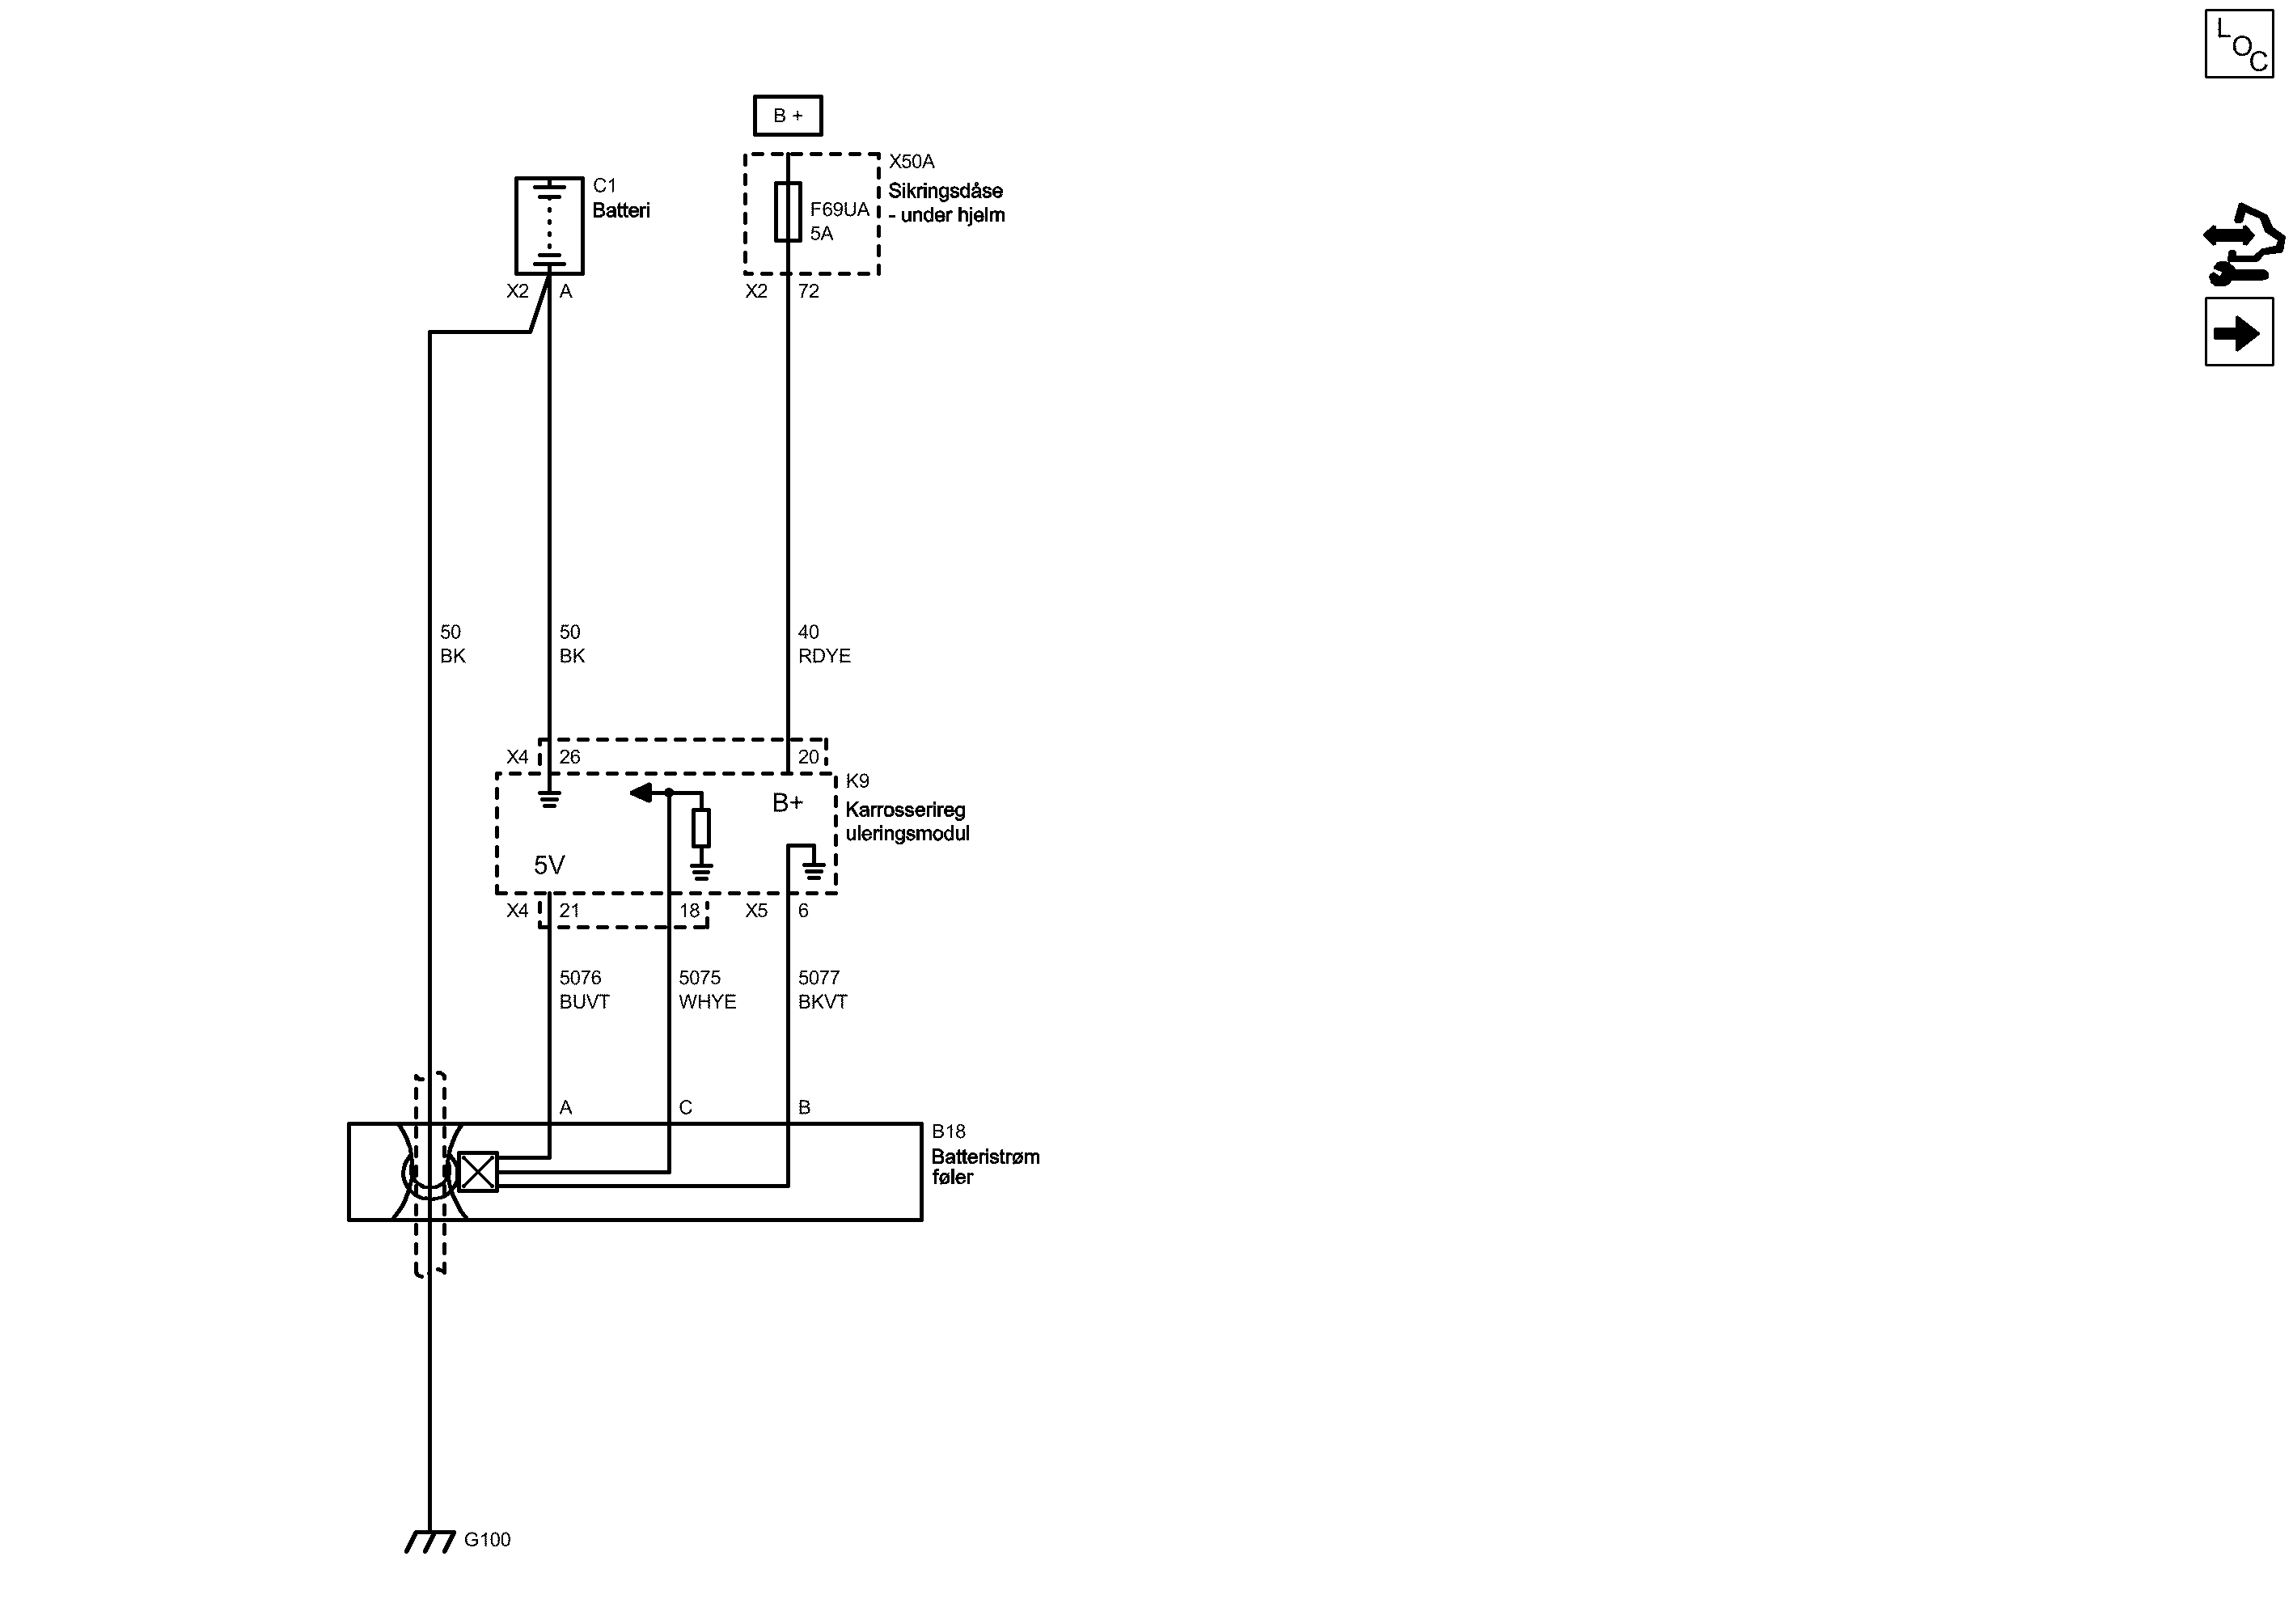 L
O
C
B +
X50A
Sikringsdåse
- under hjelm
F69UA
5A
C1
Batteri
X2 A
X2 72
50
BK
50
BK
40
RDYE
X4 26 20
K9
Karrosserireg
uleringsmodul
B+
5V
X4 21 18 X5 6
5076
BUVT
5075
WHYE
5077
BKVT
A C B
B18
Batteristrøm
føler
G100